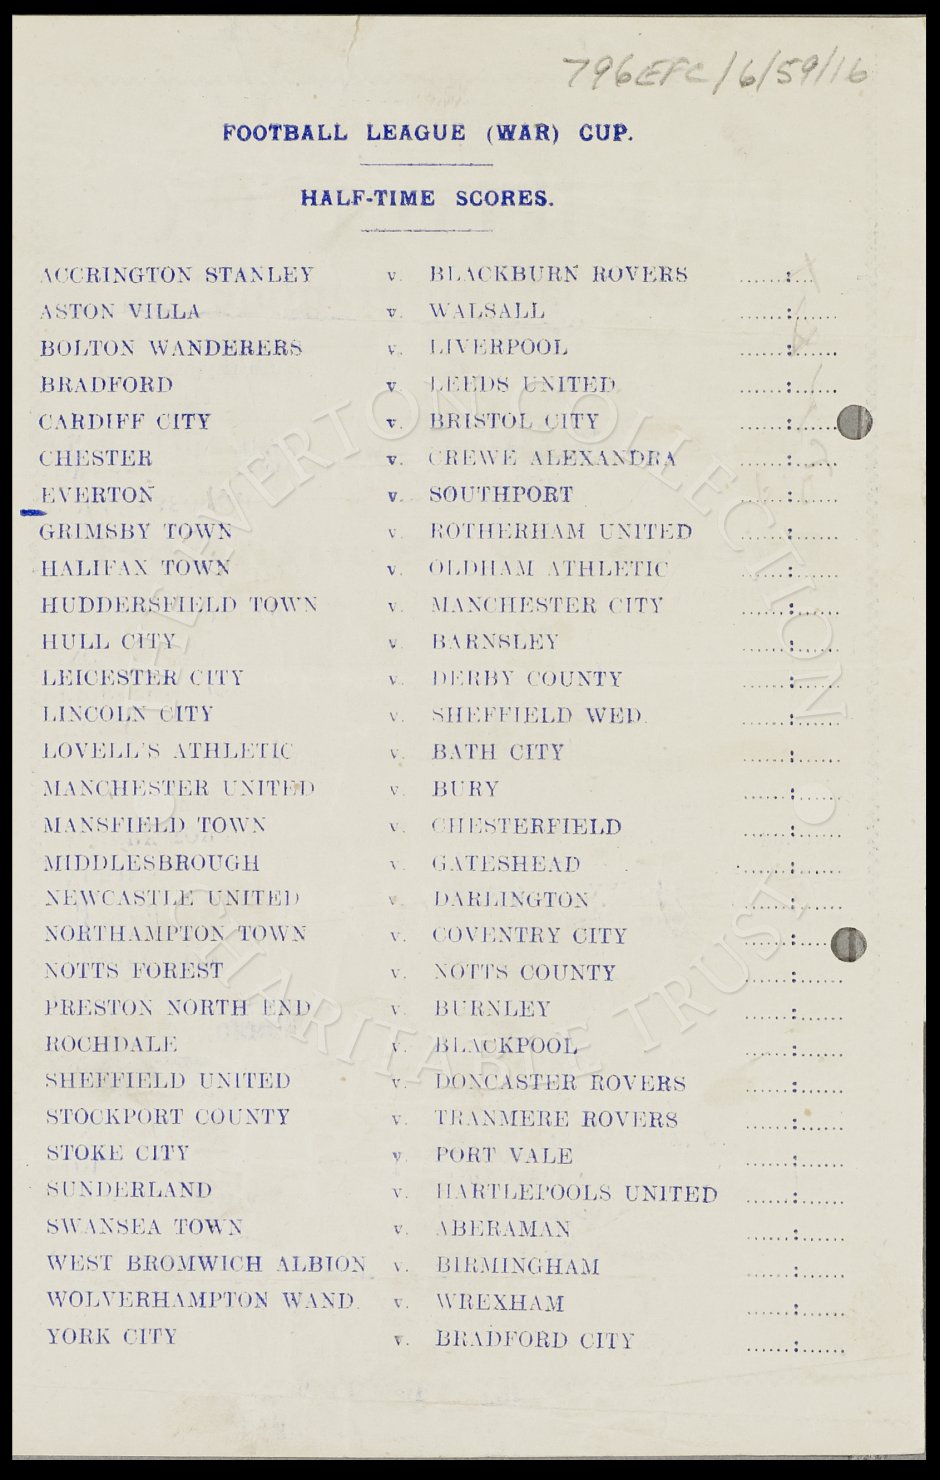 796EFC/6/59/16
FOOTBALL LEAGUE (WAR) CUP.
HALF-TIME SCORES.
ACCRINGTON STANLEY v. BLACKBURN ROVERS ......:...
ASTON VILLA v. WALSALL ......:......
BOLTON WANDERERS v. LIVERPOOL ......:......
BRADFORD v. LEEDS UNITED ......:......
CARDIFF CITY v. BRISTOL CITY ......:......
CHESTER v. CREWE ALEXANDRA ......:......
EVERTON v. SOUTHPORT ......:......
GRIMSBY TOWN v. ROTHERHAM UNITED ......:......
HALIFAX TOWN v. OLDHAM ATHLETIC ......:......
HUDDERSFIELD TOWN v. MANCHESTER CITY ......:......
HULL CITY v. BARNSLEY ......:......
LEICESTER CITY v. DERBY COUNTY ......:......
LINCOLN CITY v. SHEFFIELD WED. ......:......
LOVELL'S ATHLETIC v. BATH CITY ......:......
MANCHESTER UNITED v. BURY ......:......
MANSFIELD TOWN v. CHESTERFIELD ......:......
MIDDLESBROUGH v. GATESHEAD ......:......
NEWCASTLE UNITED v. DARLINGTON ......:......
NORTHAMPTON TOWN v. COVENTRY CITY ......:......
NOTTS FOREST v. NOTTS COUNTY ......:......
PRESTON NORTH END v. BURNLEY ......:......
ROCHDALE v. BLACKPOOL ......:......
SHEFFIELD UNITED v. DONCASTER ROVERS ......:......
STOCKPORT COUNTY v. TRANMERE ROVERS ......:......
STOKE CITY v. PORT VALE ......:......
SUNDERLAND v. HARTLEPOOLS UNITED ......:......
SWANSEA TOWN v. ABERAMAN ......:......
WEST BROMWICH ALBION v. BIRMINGHAM ......:......
WOLVERHAMPTON WAND. v. WREXHAM ......:......
YORK CITY v. BRADFORD CITY ......:......
THE EVERTON COLLECTION
CHARITABLE TRUST